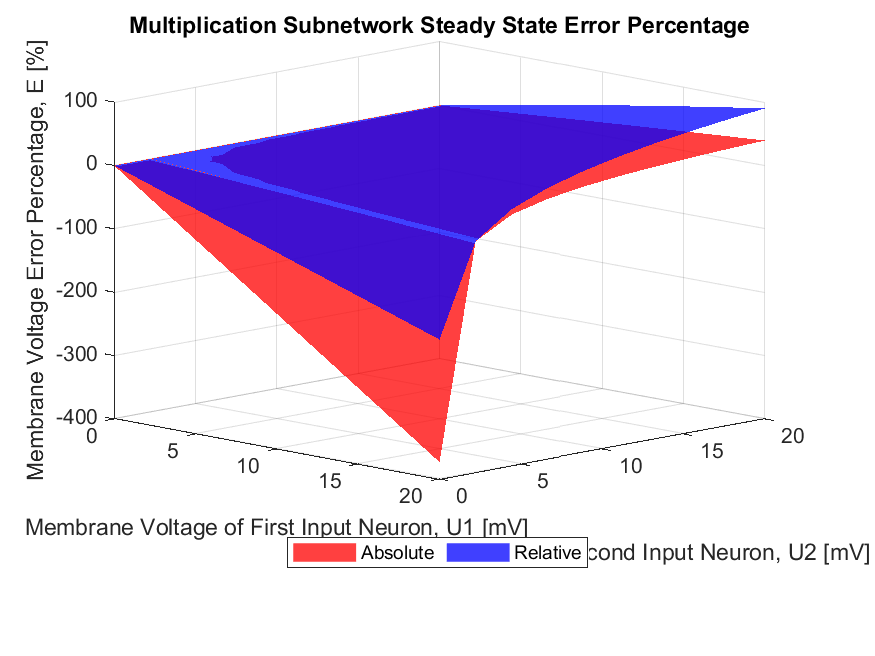 Multiplication Subnetwork Steady State Error Percentage
Membrane Voltage Error Percentage, E [%]
100
0
-100
-200
-300
-400
0
5
10
15
20
0
5
10
15
20
Membrane Voltage of First Input Neuron, U1 [mV]
cond Input Neuron, U2 [mV]
Absolute
Relative